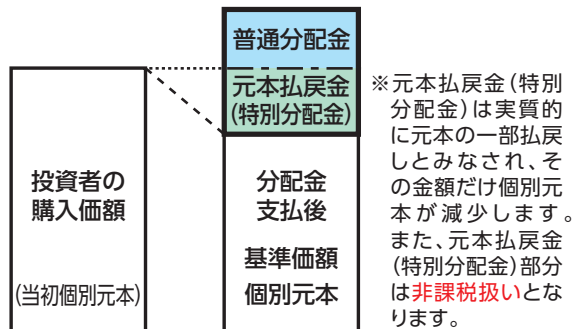 普通分配金
元本払戻金
(特別分配金)
投資者の
購入価額
(当初個別元本)
分配金
支払後
基準価額
個別元本
※元本払戻金(特別
分配金)は実質的
に元本の一部払戻
しとみなされ、そ
の金額だけ個別元
本が減少します。
また、元本払戻金
(特別分配金)部分
は非課税扱いとな
ります。